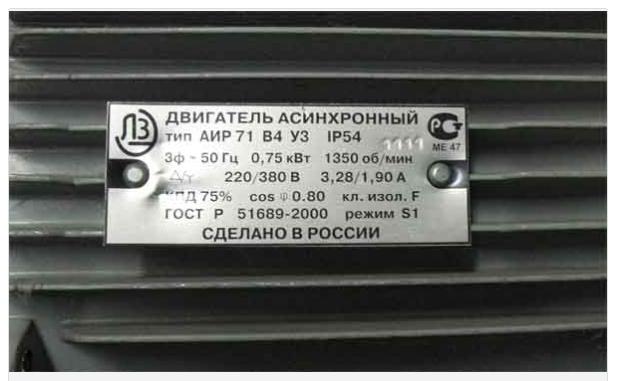 ЛЗ
ДВИГАТЕЛЬ АСИНХРОННЫЙ
тип АИР 71 В4 У3 IP54 1111
РСТ
МЕ 47
3ф ~ 50 Гц 0,75 кВт 1350 об/мин
Δ/Y 220/380 В 3,28/1,90 А
КПД 75% cos φ 0.80 кл. изол. F
ГОСТ Р 51689-2000 режим S1
СДЕЛАНО В РОССИИ